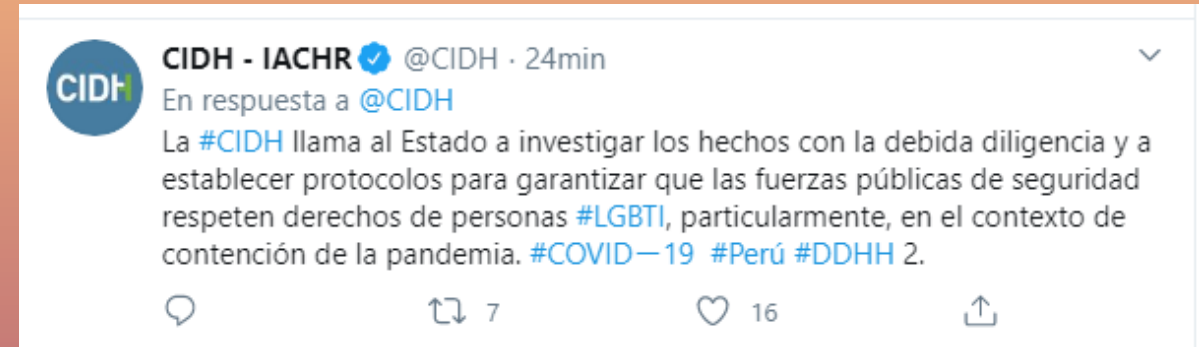 CIDH
CIDH - IACHR @CIDH · 24min
En respuesta a @CIDH
La #CIDH llama al Estado a investigar los hechos con la debida diligencia y a
establecer protocolos para garantizar que las fuerzas públicas de seguridad
respeten derechos de personas #LGBTI, particularmente, en el contexto de
contención de la pandemia. #COVID—19 #Perú #DDHH 2.
7 16